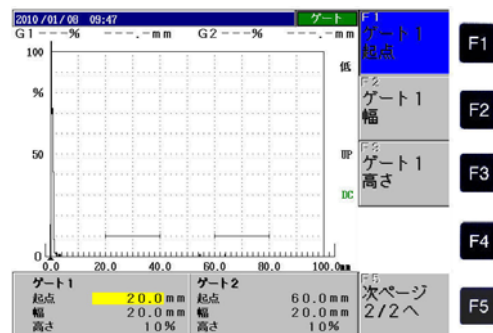 2010/01/08 09:47 ゲート
G1 ---% ---.-mm G2 ---% ---.-mm
100
%
50
0
0.0 20.0 40.0 60.0 80.0 100.0mm
低
UP
DC
ゲート1
起点 20.0mm
幅 20.0mm
高さ 10%
ゲート2
起点 60.0mm
幅 20.0mm
高さ 10%
F1
ゲート1
起点
F2
ゲート1
幅
F3
ゲート1
高さ
F5
次ページ
2/2へ
F1
F2
F3
F4
F5